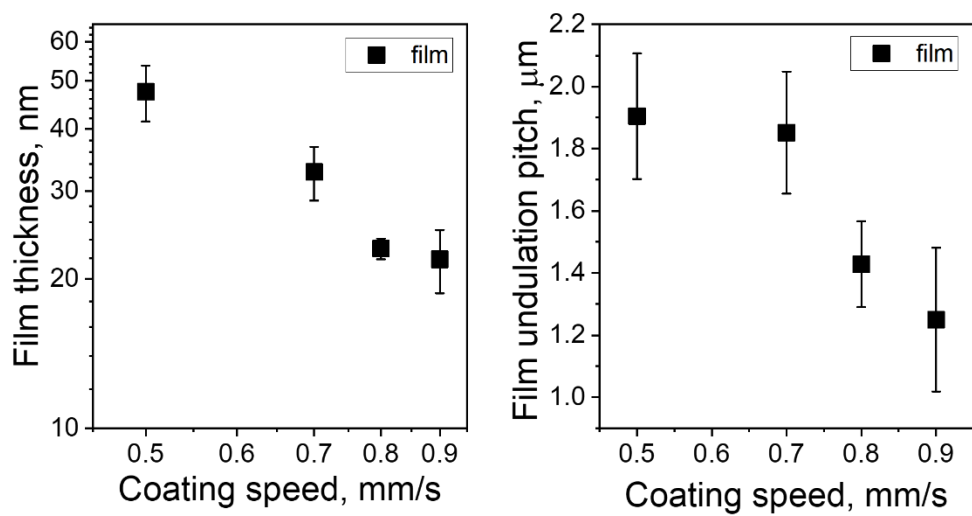 Film thickness, nm
60
50
40
30
20
10
film
0.5 0.6 0.7 0.8 0.9
Coating speed, mm/s
Film undulation pitch, μm
2.2
2.0
1.8
1.6
1.4
1.2
1.0
film
0.5 0.6 0.7 0.8 0.9
Coating speed, mm/s